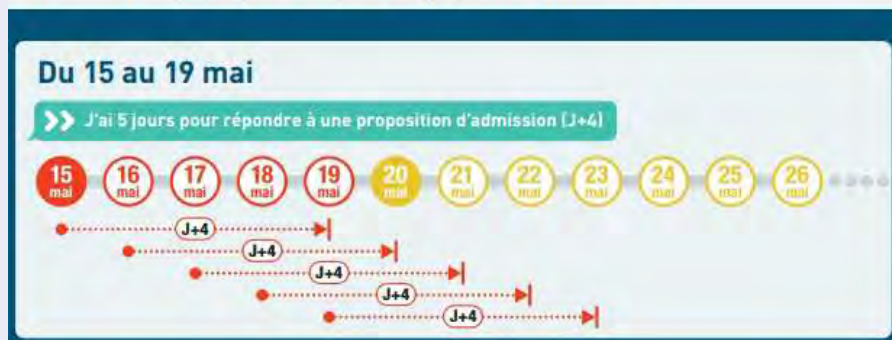 Du 15 au 19 mai
J'ai 5 jours pour répondre à une proposition d'admission (J+4)
15 16 17 18 19 20 21 22 23 24 25 26
mai mai mai mai mai mai mai mai mai mai mai mai
J+4
J+4
J+4
J+4
J+4